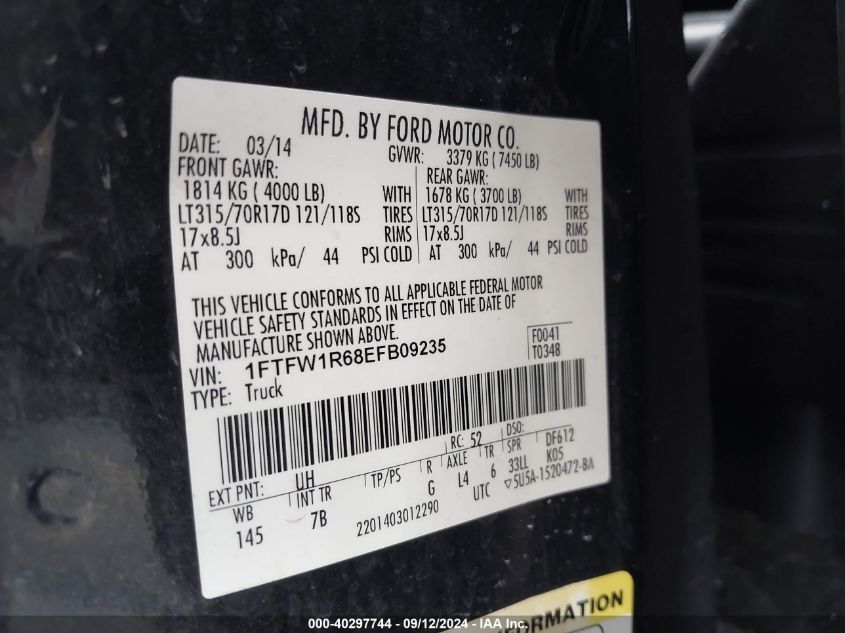 MFD. BY FORD MOTOR CO.
DATE: 03/14 GVWR: 3379 KG ( 7450 LB)
FRONT GAWR: REAR GAWR:
1814 KG ( 4000 LB) WITH 1678 KG ( 3700 LB) WITH
LT315/70R17D 121/118S TIRES LT315/70R17D 121/118S TIRES
17x8.5J RIMS 17x8.5J RIMS
AT 300 kPa/ 44 PSI COLD AT 300 kPa/ 44 PSI COLD
THIS VEHICLE CONFORMS TO ALL APPLICABLE FEDERAL MOTOR
VEHICLE SAFETY STANDARDS IN EFFECT ON THE DATE OF
MANUFACTURE SHOWN ABOVE.
VIN: 1FTFW1R68EFB09235
F0041
T0348
TYPE: Truck
EXT PNT: UH RC: 52 DSO:
WB INT TR TP/PS R AXLE TR SPR DF612
145 7B G L4 6 33LL K05
2201403012290 UTC ▽5U5A-1520472-BA
INFORMATION
000-40297744 - 09/12/2024 - IAA Inc.